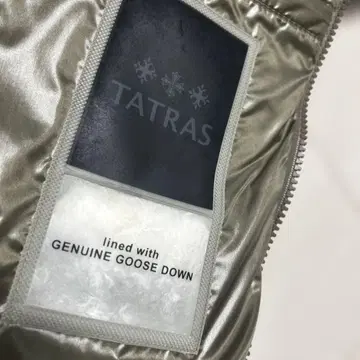 TATRAS
lined with
GENUINE GOOSE DOWN